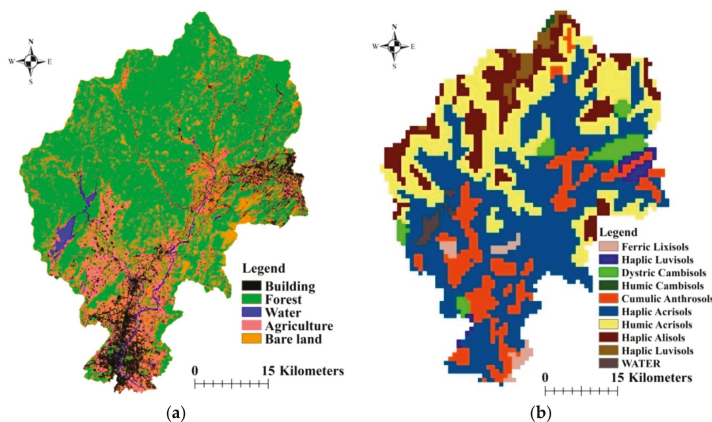 N
W E
S
Legend
Building
Forest
Water
Agriculture
Bare land
0 15 Kilometers
(a)
N
W E
S
Legend
Ferric Lixisols
Haplic Luvisols
Dystric Cambisols
Humic Cambisols
Cumulic Anthrosols
Haplic Acrisols
Humic Acrisols
Haplic Alisols
Haplic Luvisols
WATER
0 15
Kilometers
(b)